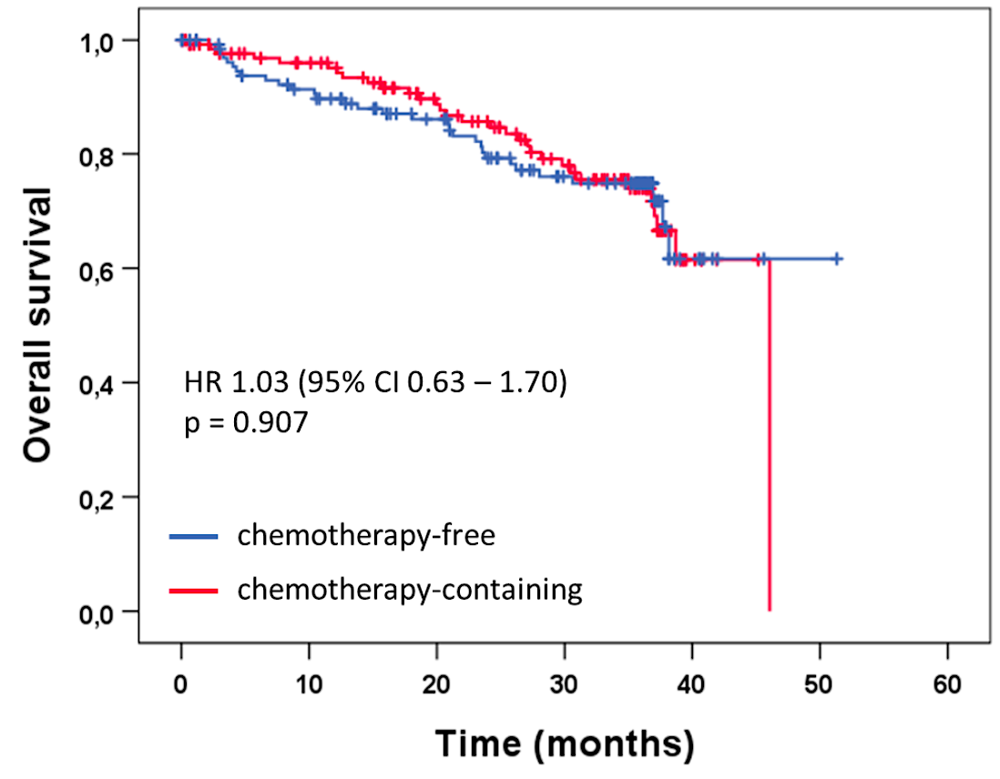 Overall survival
1,0
0,8
0,6
0,4
0,2
0,0
HR 1.03 (95% CI 0.63 – 1.70)
p = 0.907
chemotherapy-free
chemotherapy-containing
0 10 20 30 40 50 60
Time (months)